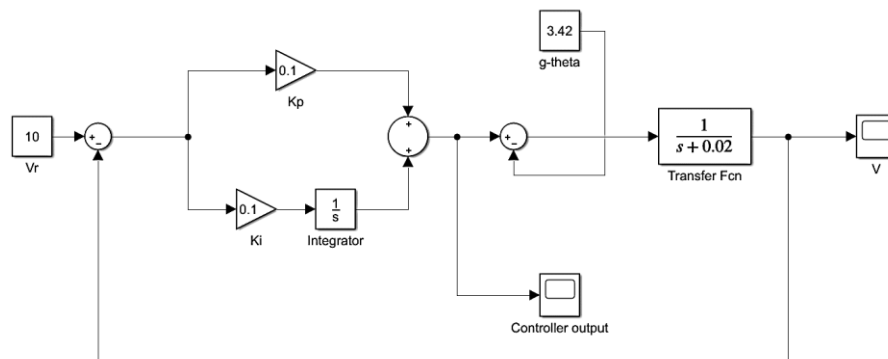 3.42
g-theta
0.1
Kp
10
Vr
+
−
+
+
+
−
1
s+0.02
Transfer Fcn
V
0.1
Ki
1
s
Integrator
Controller output